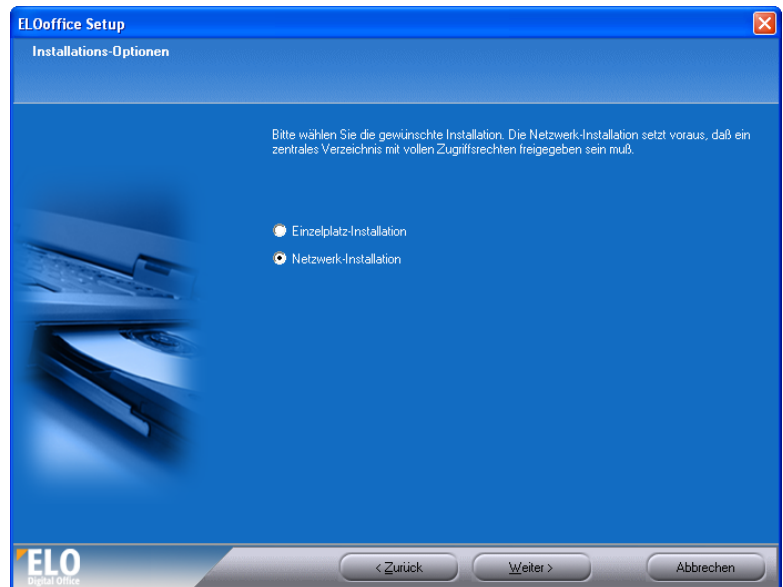 ELOoffice Setup
Installations-Optionen
Bitte wählen Sie die gewünschte Installation. Die Netzwerk-Installation setzt voraus, daß ein
zentrales Verzeichnis mit vollen Zugriffsrechten freigegeben sein muß.
Einzelplatz-Installation
Netzwerk-Installation
ELO
Digital Office
< Zurück
Weiter >
Abbrechen